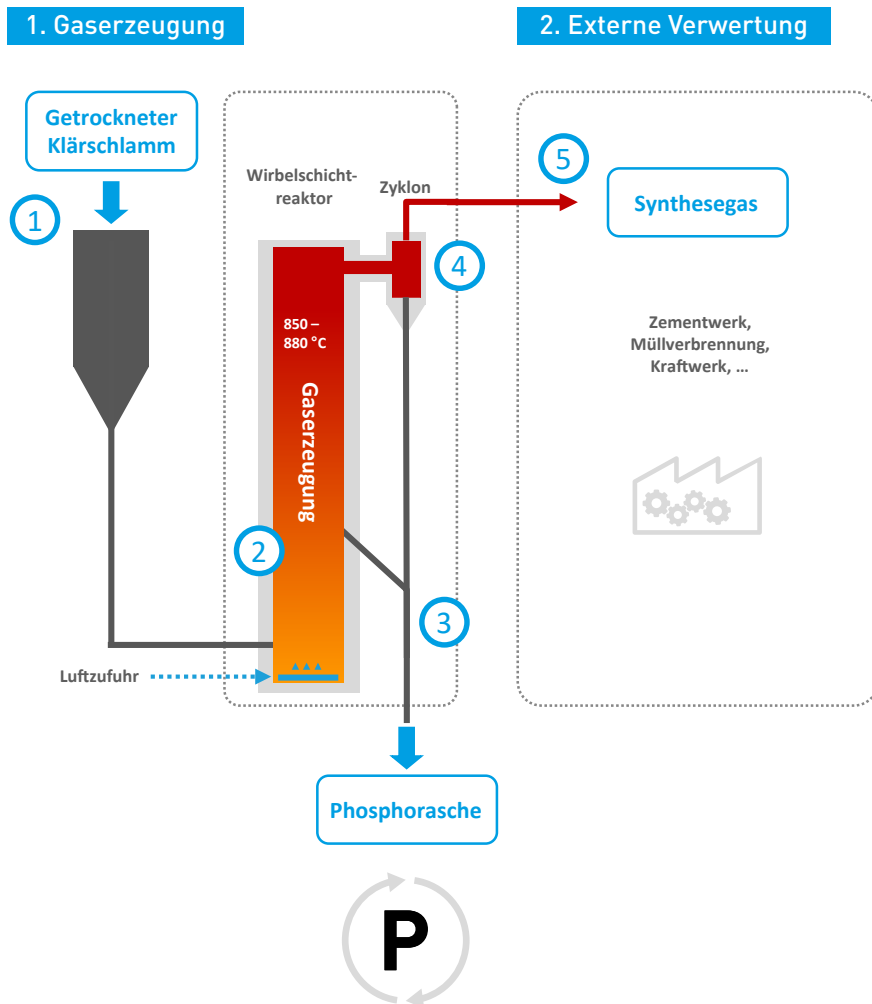 1. Gaserzeugung
2. Externe Verwertung
Getrockneter
Klärschlamm
1
Wirbelschicht-
reaktor
Zyklon
5
Synthesegas
4
850 –
880 °C
Gaserzeugung
Zementwerk,
Müllverbrennung,
Kraftwerk, ...
2
3
Luftzufuhr
Phosphorasche
P